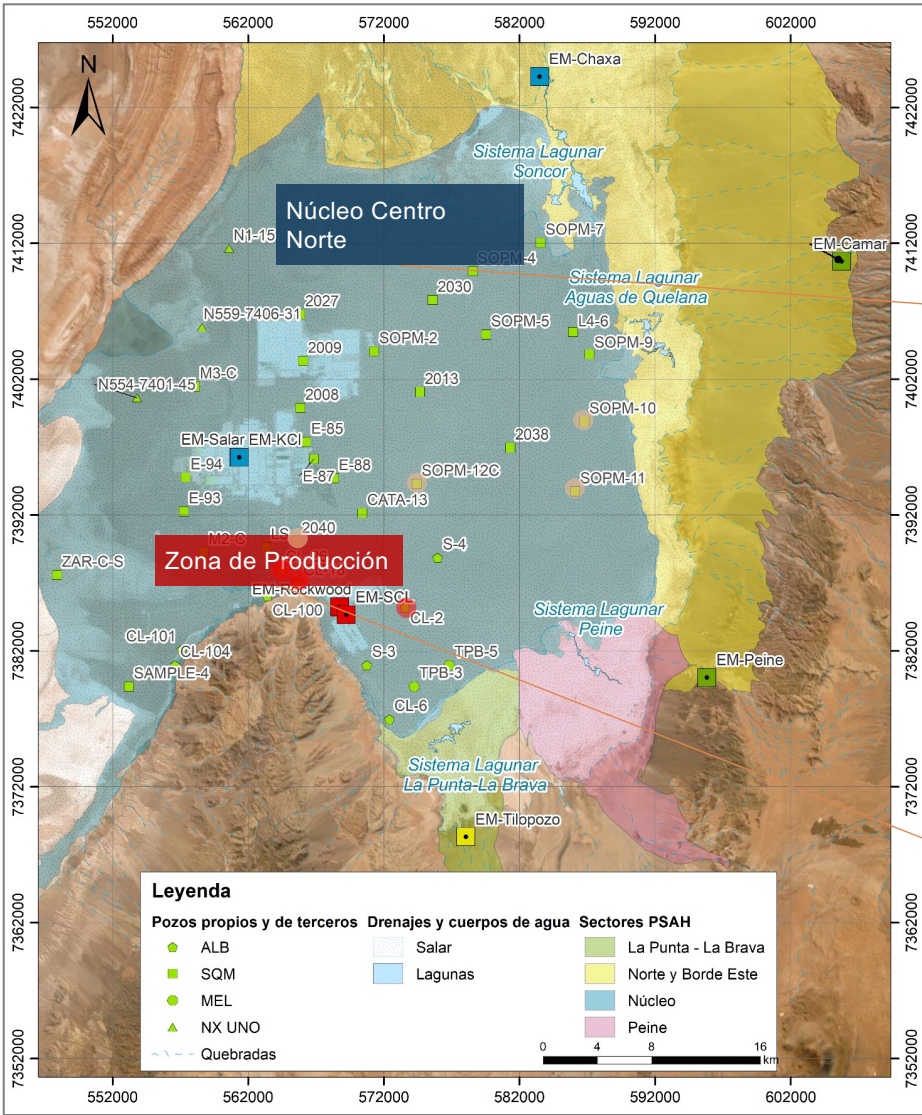 552000 562000 572000 582000 592000 602000
N
EM-Chaxa
7422000
7422000
Sistema Lagunar
Soncor
Núcleo Centro
Norte
N1-15
SOPM-7
7412000
7412000
EM-Camar
SOPM-4
Sistema Lagunar
Aguas de Quelana
2030
N559-7406-31
2027
SOPM-5
L4-6
SOPM-2
SOPM-9
2009
7402000
7402000
M3-C
N554-7401-45
2013
2008
SOPM-10
E-85
2038
EM-Salar
EM-KCl
E-94
E-87
E-88
SOPM-12C
SOPM-11
E-93
CATA-13
7392000
7392000
LS
2040
M2-C
Zona de Producción
S-4
ZAR-C-S
EM-Rockwood
EM-SCL
CL-100
CL-2
Sistema Lagunar
Peine
CL-101
CL-104
7382000
7382000
S-3
TPB-5
SAMPLE-4
TPB-3
EM-Peine
CL-6
Sistema Lagunar
La Punta-La Brava
7372000
7372000
EM-Tilopozo
Leyenda
Pozos propios y de terceros
ALB
SQM
MEL
NX UNO
Quebradas
Drenajes y cuerpos de agua
Salar
Lagunas
Sectores PSAH
La Punta - La Brava
Norte y Borde Este
Núcleo
Peine
0 4 8 16
km
7362000
7362000
7352000
7352000
552000 562000 572000 582000 592000 602000